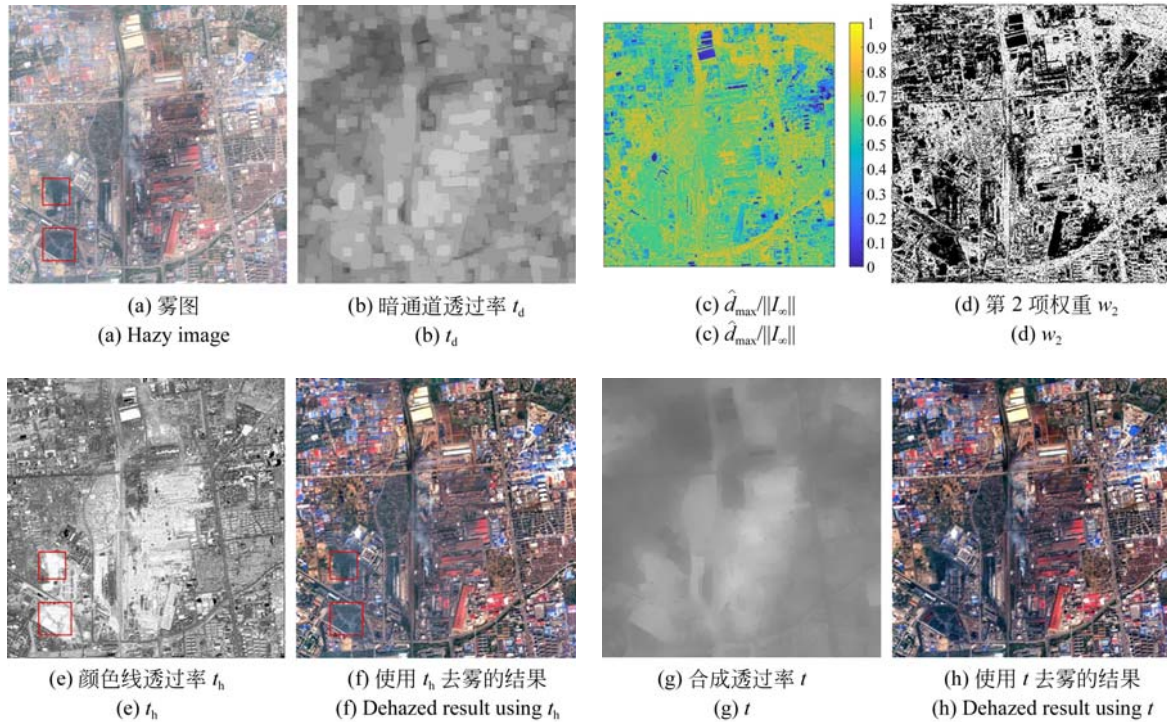 1
0.9
0.8
0.7
0.6
0.5
0.4
0.3
0.2
0.1
0
(a) 雾图
(a) Hazy image
(b) 暗通道透过率 t_d
(b) t_d
(c) d̂_max/||I_∞||
(c) d̂_max/||I_∞||
(d) 第 2 项权重 w_2
(d) w_2
(e) 颜色线透过率 t_h
(e) t_h
(f) 使用 t_h 去雾的结果
(f) Dehazed result using t_h
(g) 合成透过率 t
(g) t
(h) 使用 t 去雾的结果
(h) Dehazed result using t